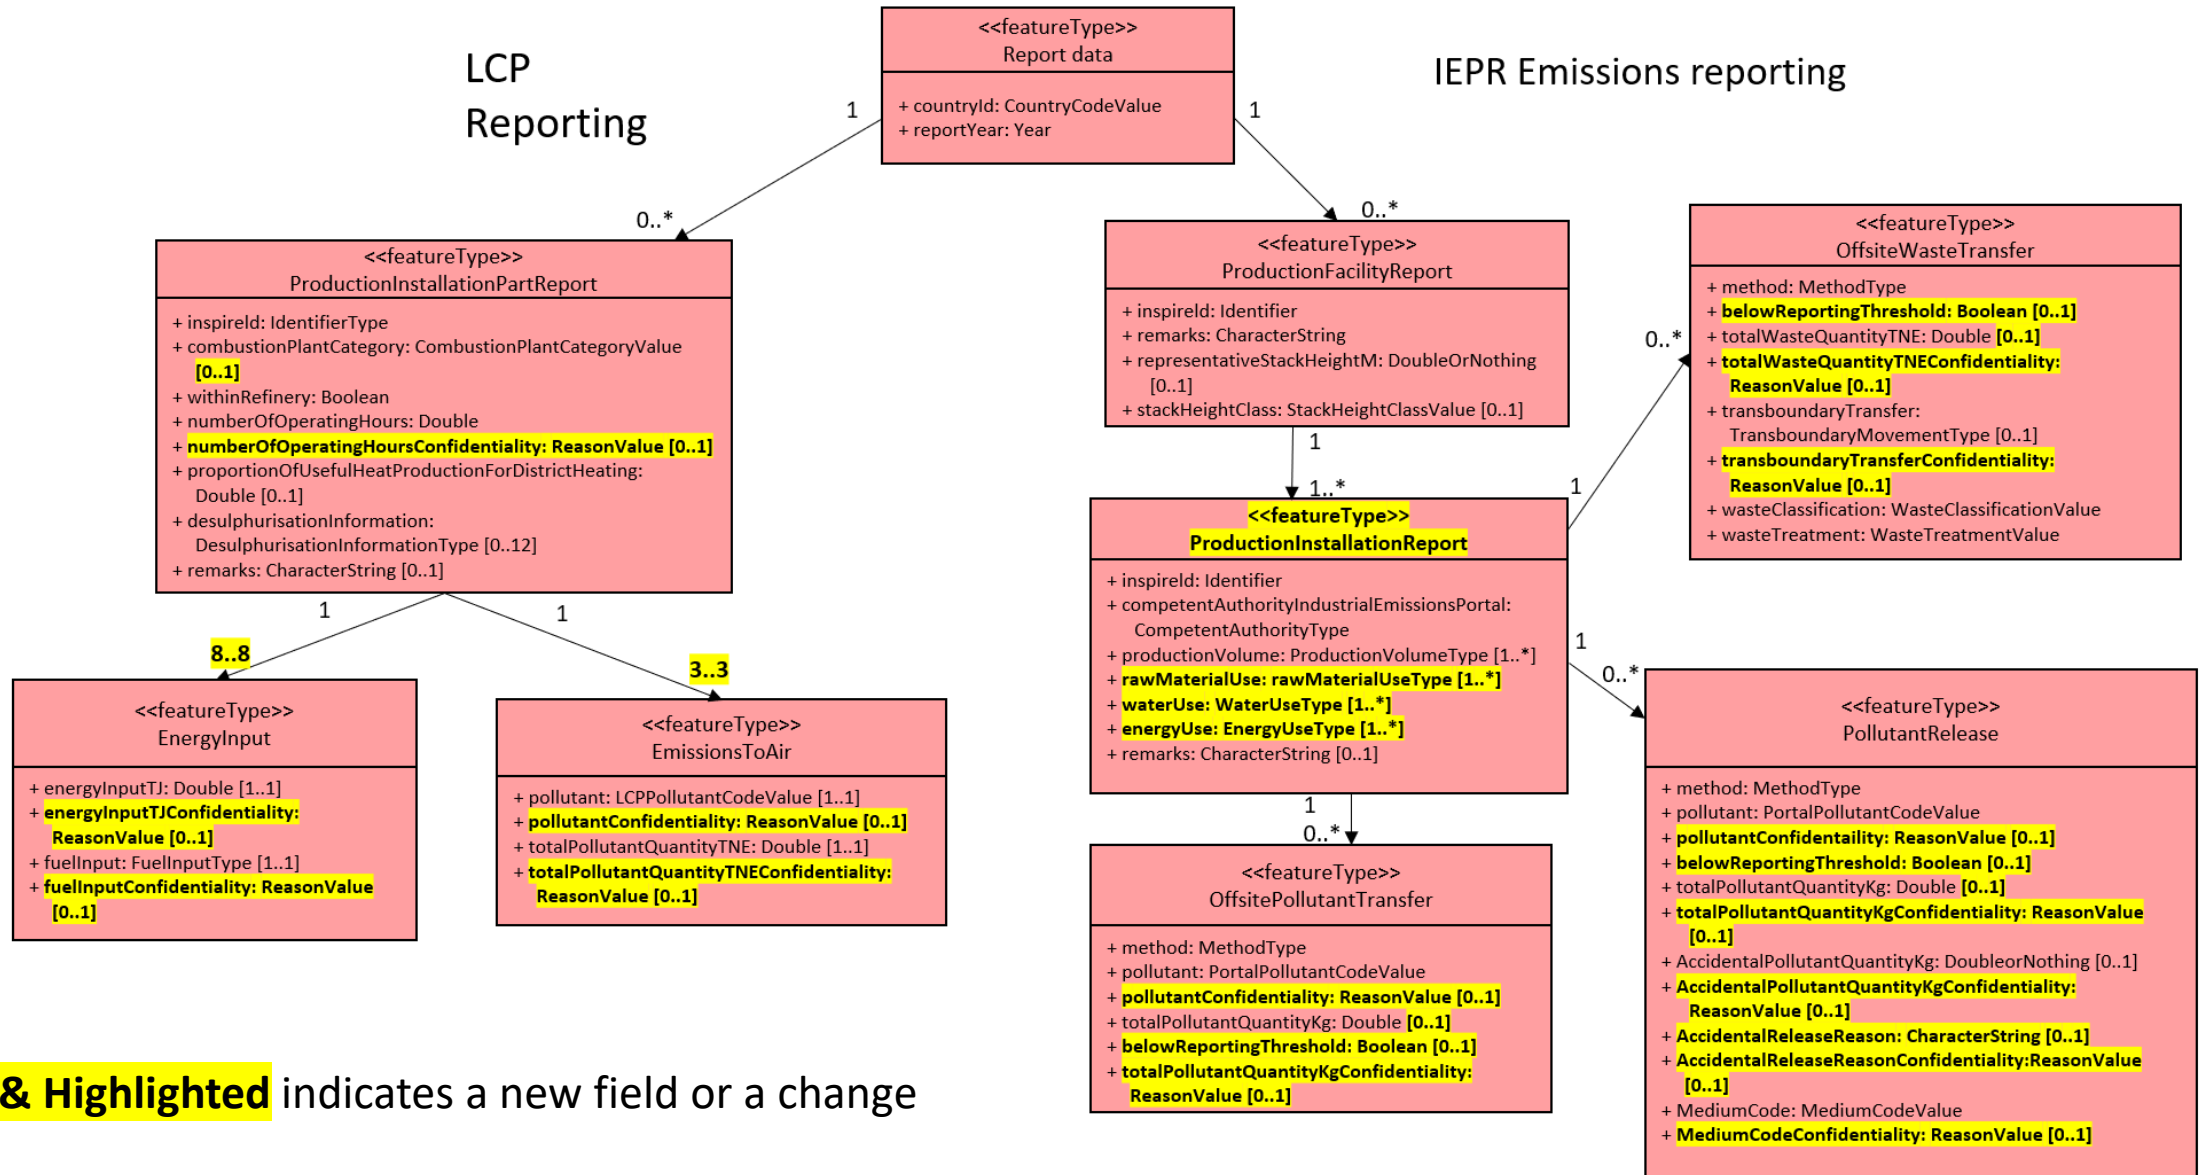 LCP
Reporting
IEPR Emissions reporting
<<featureType>>
Report data
+ countryId: CountryCodeValue
+ reportYear: Year
1
1
0..*
0..*
<<featureType>>
ProductionInstallationPartReport
+ inspireId: IdentifierType
+ combustionPlantCategory: CombustionPlantCategoryValue
[0..1]
+ withinRefinery: Boolean
+ numberOfOperatingHours: Double
+ numberOfOperatingHoursConfidentiality: ReasonValue [0..1]
+ proportionOfUsefulHeatProductionForDistrictHeating:
Double [0..1]
+ desulphurisationInformation:
DesulphurisationInformationType [0..12]
+ remarks: CharacterString [0..1]
1
1
8..8
3..3
<<featureType>>
EnergyInput
+ energyInputTJ: Double [1..1]
+ energyInputTJConfidentiality:
ReasonValue [0..1]
+ fuelInput: FuelInputType [1..1]
+ fuelInputConfidentiality: ReasonValue
[0..1]
<<featureType>>
EmissionsToAir
+ pollutant: LCPPollutantCodeValue [1..1]
+ pollutantConfidentiality: ReasonValue [0..1]
+ totalPollutantQuantityTNE: Double [1..1]
+ totalPollutantQuantityTNEConfidentiality:
ReasonValue [0..1]
<<featureType>>
ProductionFacilityReport
+ inspireId: Identifier
+ remarks: CharacterString
+ representativeStackHeightM: DoubleOrNothing
[0..1]
+ stackHeightClass: StackHeightClassValue [0..1]
1
1..*
<<featureType>>
ProductionInstallationReport
+ inspireId: Identifier
+ competentAuthorityIndustrialEmissionsPortal:
CompetentAuthorityType
+ productionVolume: ProductionVolumeType [1..*]
+ rawMaterialUse: rawMaterialUseType [1..*]
+ waterUse: WaterUseType [1..*]
+ energyUse: EnergyUseType [1..*]
+ remarks: CharacterString [0..1]
1
0..*
1
0..*
1
0..*
<<featureType>>
OffsiteWasteTransfer
+ method: MethodType
+ belowReportingThreshold: Boolean [0..1]
+ totalWasteQuantityTNE: Double [0..1]
+ totalWasteQuantityTNEConfidentiality:
ReasonValue [0..1]
+ transboundaryTransfer:
TransboundaryMovementType [0..1]
+ transboundaryTransferConfidentiality:
ReasonValue [0..1]
+ wasteClassification: WasteClassificationValue
+ wasteTreatment: WasteTreatmentValue
<<featureType>>
OffsitePollutantTransfer
+ method: MethodType
+ pollutant: PortalPollutantCodeValue
+ pollutantConfidentiality: ReasonValue [0..1]
+ totalPollutantQuantityKg: Double [0..1]
+ belowReportingThreshold: Boolean [0..1]
+ totalPollutantQuantityKgConfidentiality:
ReasonValue [0..1]
<<featureType>>
PollutantRelease
+ method: MethodType
+ pollutant: PortalPollutantCodeValue
+ pollutantConfidentaility: ReasonValue [0..1]
+ belowReportingThreshold: Boolean [0..1]
+ totalPollutantQuantityKg: Double [0..1]
+ totalPollutantQuantityKgConfidentiality: ReasonValue
[0..1]
+ AccidentalPollutantQuantityKg: DoubleorNothing [0..1]
+ AccidentalPollutantQuantityKgConfidentiality:
ReasonValue [0..1]
+ AccidentalReleaseReason: CharacterString [0..1]
+ AccidentalReleaseReasonConfidentiality:ReasonValue
[0..1]
+ MediumCode: MediumCodeValue
+ MediumCodeConfidentiality: ReasonValue [0..1]
& Highlighted indicates a new field or a change